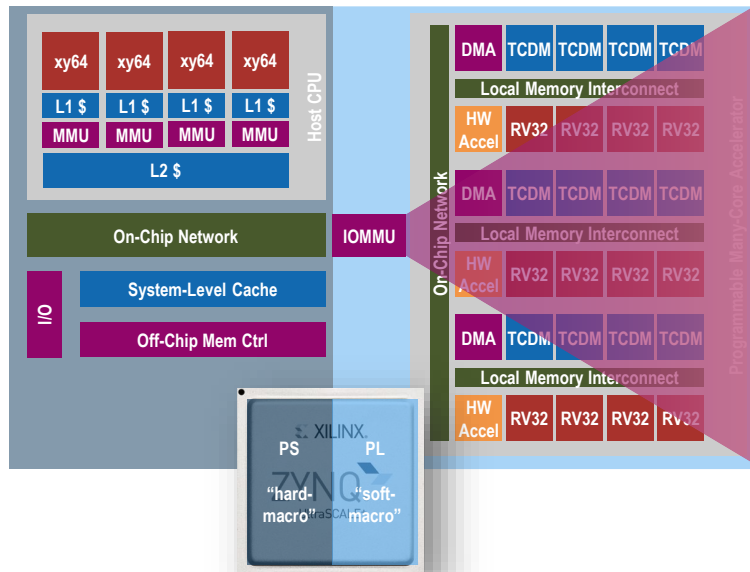 xy64 xy64 xy64 xy64
L1 $ L1 $ L1 $ L1 $
MMU MMU MMU MMU
L2 $
Host CPU
On-Chip Network
IOMMU
I/O
System-Level Cache
Off-Chip Mem Ctrl
On-Chip Network
DMA TCDM TCDM TCDM TCDM
Local Memory Interconnect
HW
Accel
RV32 RV32 RV32 RV32
DMA TCDM TCDM TCDM TCDM
Local Memory Interconnect
HW
Accel
RV32 RV32 RV32 RV32
DMA TCDM TCDM TCDM TCDM
Local Memory Interconnect
HW
Accel
RV32 RV32 RV32 RV32
Programmable Many-Core Accelerator
XILINX.
PS PL
ZYNQ
"hard-
macro"
"soft-
macro"
UltraSCALE+